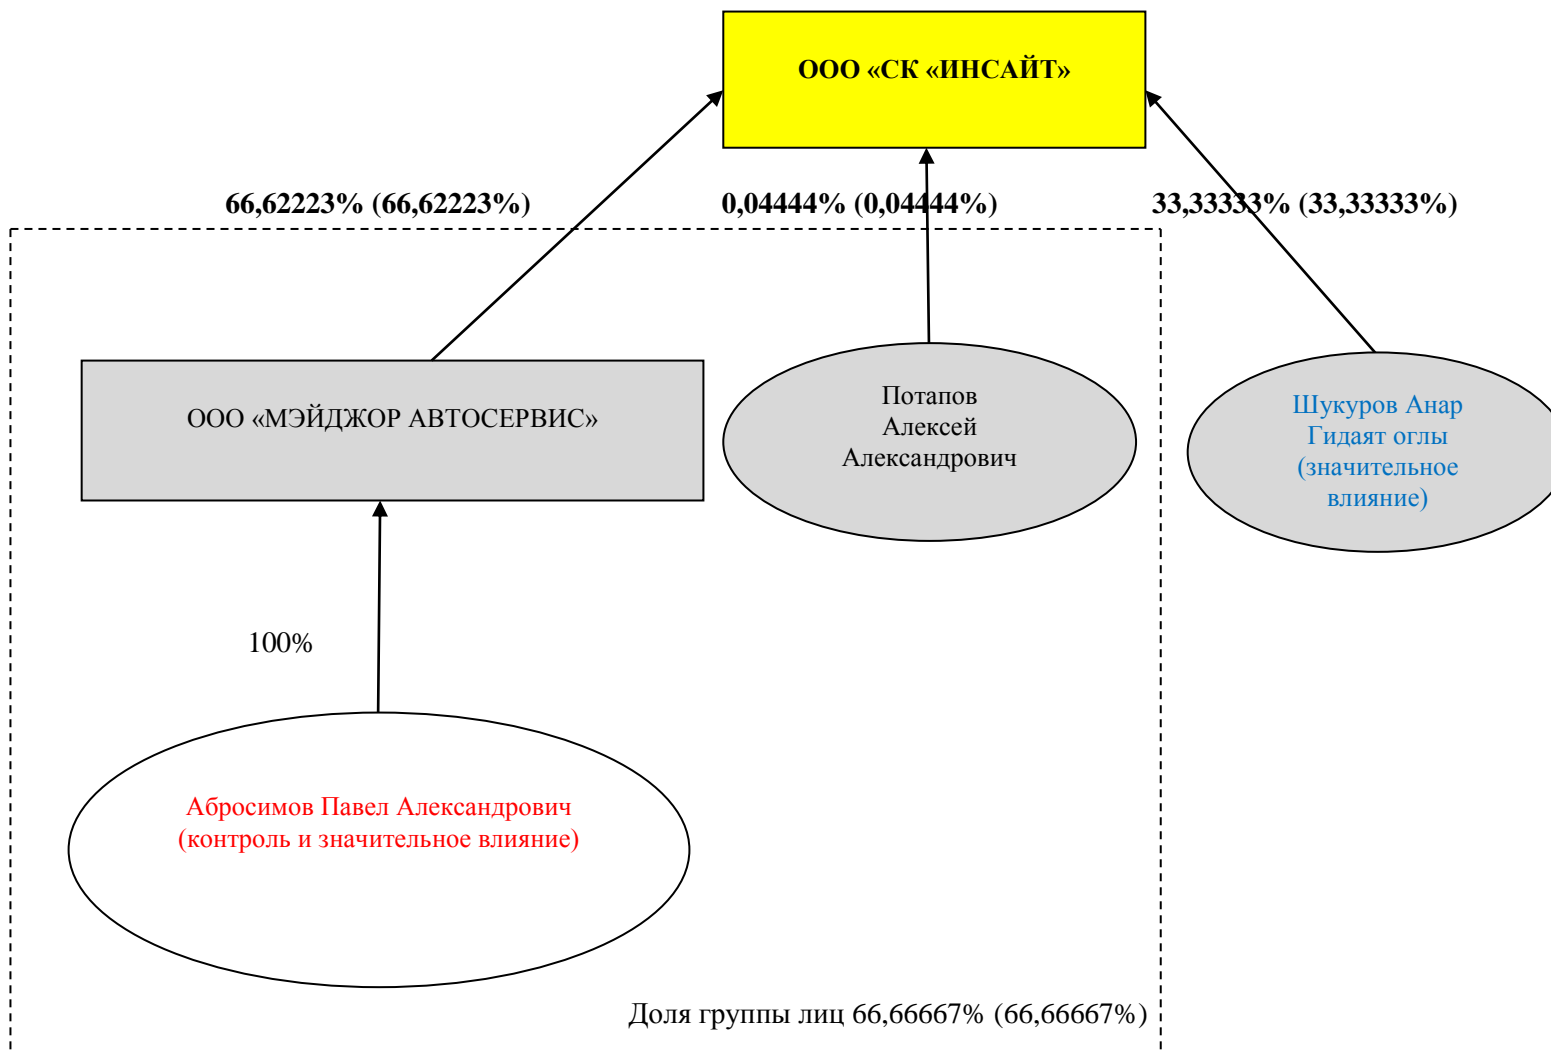 ООО «СК «ИНСАЙТ»
66,62223% (66,62223%)
0,04444% (0,04444%)
33,33333% (33,33333%)
ООО «МЭЙДЖОР АВТОСЕРВИС»
Потапов
Алексей
Александрович
Шукуров Анар
Гидаят оглы
(значительное
влияние)
100%
Абросимов Павел Александрович
(контроль и значительное влияние)
Доля группы лиц 66,66667% (66,66667%)